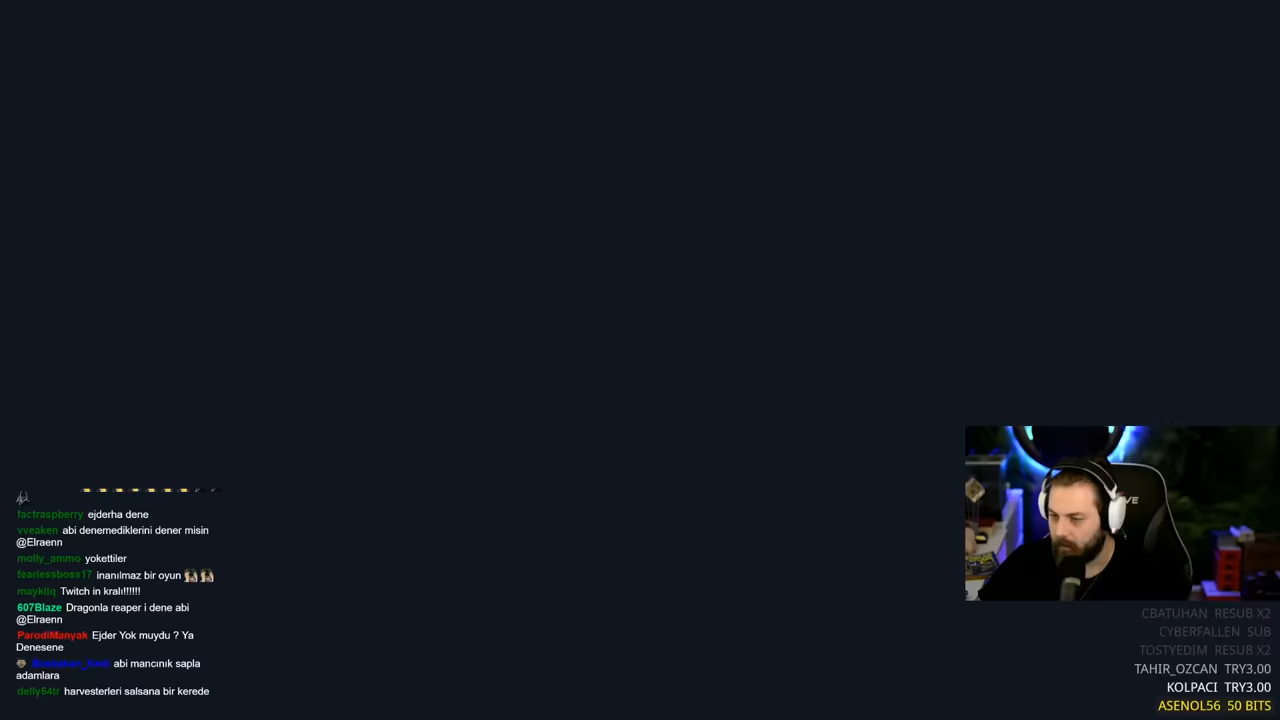 factraspberry ejderha dene
vveaken abi denemediklerini dener misin
@Elraenn
molly_ammo yokettiler
fearlessboss17 inanılmaz bir oyun
maykllq Twitch in kralı!!!!!!
607Blaze Dragonla reaper i dene abi
@Elraenn
ParodiManyak Ejder Yok muydu ? Ya
Denesene
abi mancınık sapla
adamlara
delly54tr harvesterleri salsana bir kerede
VE
CBATUHAN RESUB X2
CYBERFALLEN SUB
TOSTYEDIM RESUB X2
TAHIR_OZCAN TRY3.00
KOLPACI TRY3.00
ASENOL56 50 BITS